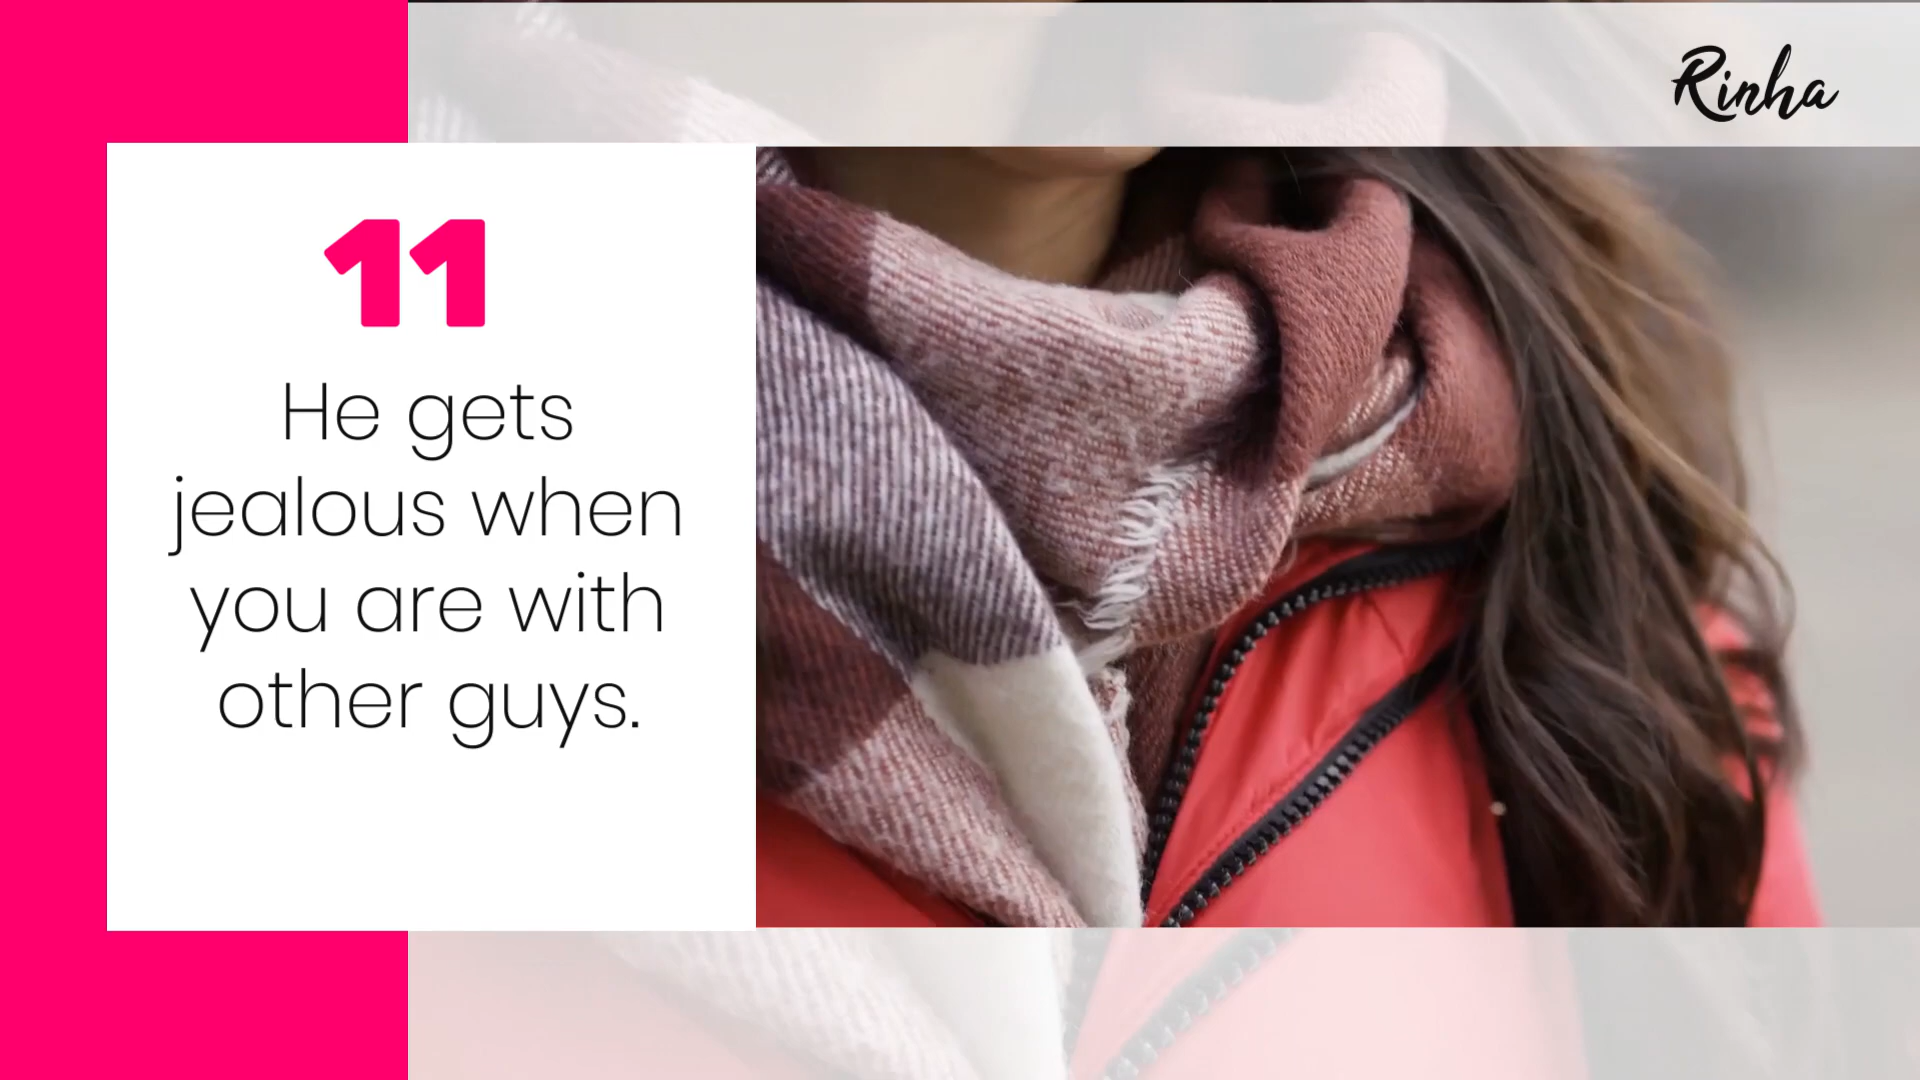 Rinha
11
He gets
jealous when
you are with
other guys.